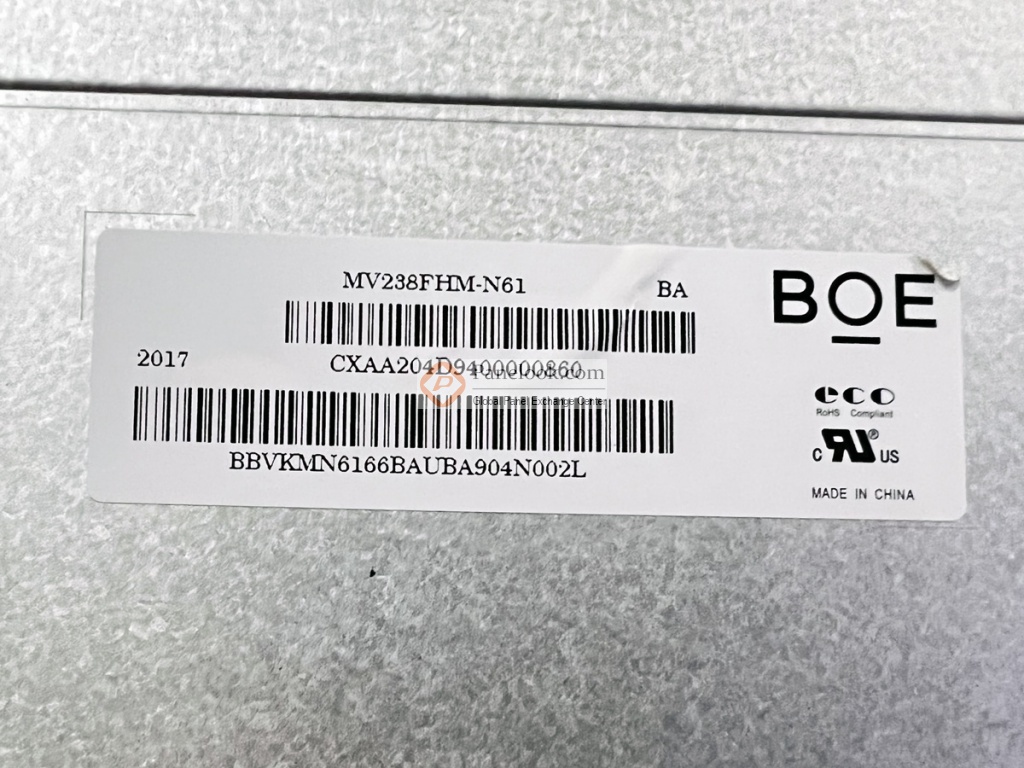 MV238FHM-N61 BA
BOE
2017
CXAA204D9400000860
Panelook.com
Global Panel Exchange Center
BBVKMN6166BAUBA904N002L
eco
RoHS Compliant
c RU ® US
MADE IN CHINA